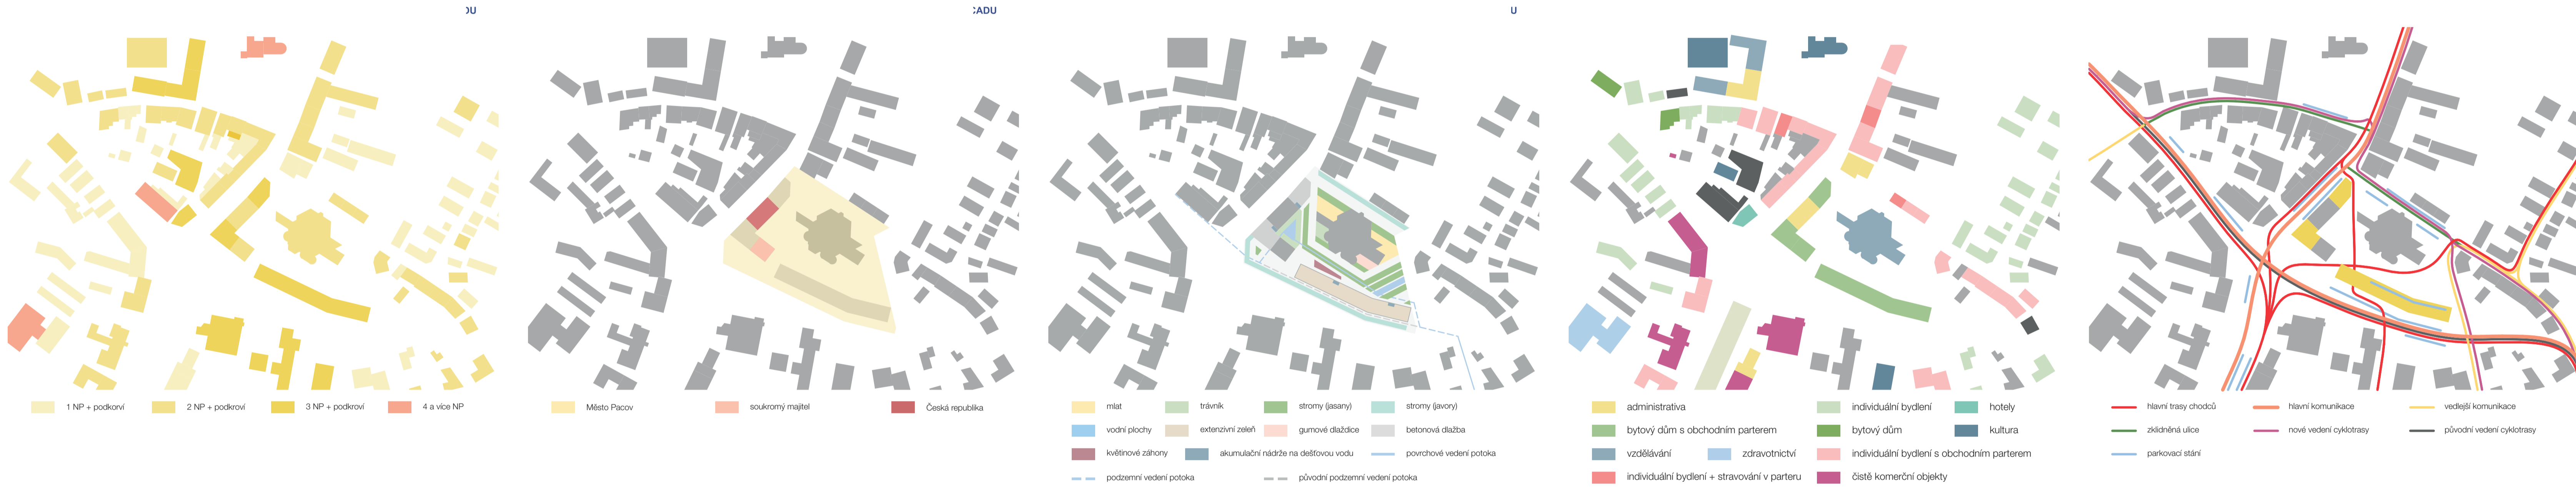 DU
CADU
U
1 NP + podkorví
2 NP + podkroví
3 NP + podkroví
4 a vice NP
Město Pacov
soukromý majitel
Česká republika
mlat
trávník
stromy (jasany)
stromy (javory)
vodní plochy
extenzivní zeleň
gumové dlaždice
betonová dlažba
květinové záhony
akumulační nádrže na dešťovou vodu
povrchové vedení potoka
podzemní vedení potoka
původní podzemní vedení potoka
administrativa
individuální bydlení
hotely
bytový dům s obchodním parterem
bytový dům
kultura
vzdělávání
zdravotnictví
individuální bydlení s obchodním parterem
individuální bydlení + stravování v parteru
čistě komerční objekty
hlavní trasy chodců
hlavní komunikace
vedlejší komunikace
zklidněná ulice
nové vedení cyklotrasy
původní vedení cyklotrasy
parkovací stání